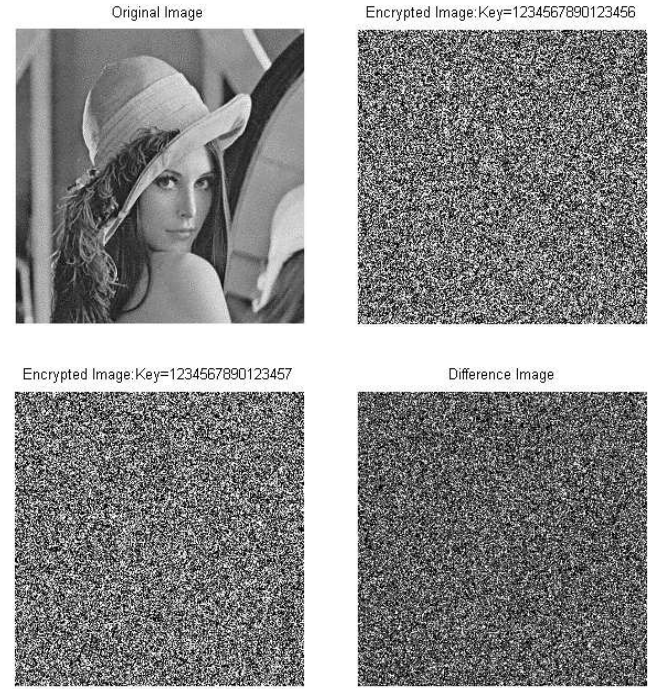 Original Image
Encrypted Image:Key=1234567890123456
Encrypted Image:Key=1234567890123457
Difference Image